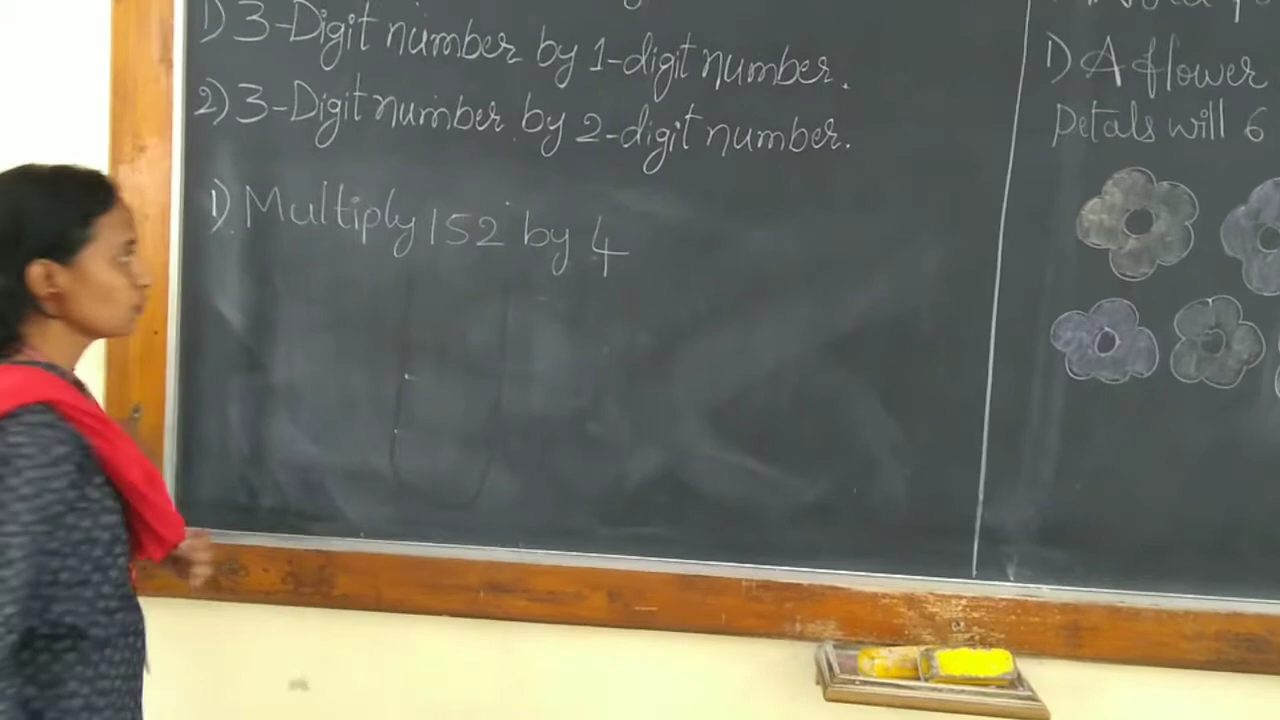 1) 3-Digit number by 1-digit number.
2) 3-Digit number by 2-digit number.
1) Multiply 152 by 4
1) A flower
Petals will 6